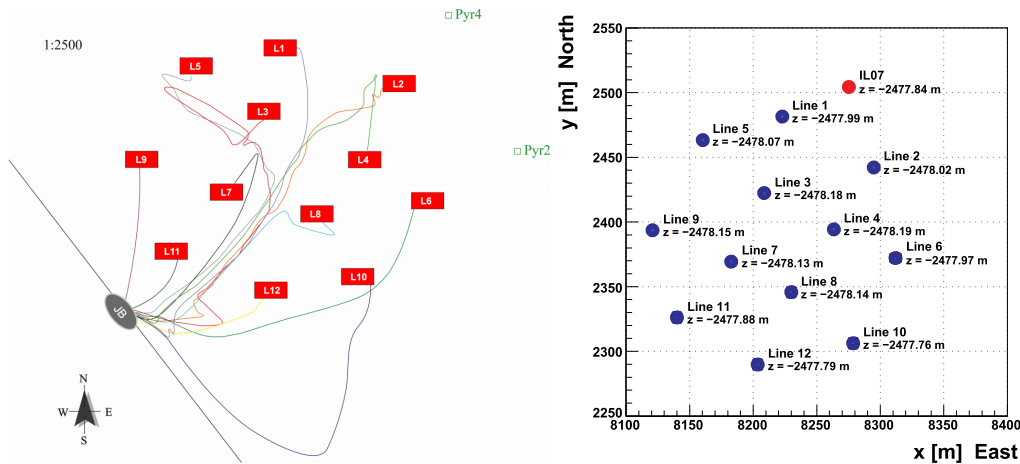 Pyr4
1:2500
L1
L5
L2
L3
Pyr2
L9
L4
L7
L6
L8
L11
L10
L12
JB
N
W E
S
y [m] North
2550
2500
2450
2400
2350
2300
2250
IL07
z = −2477.84 m
Line 1
z = −2477.99 m
Line 5
z = −2478.07 m
Line 2
z = −2478.02 m
Line 3
z = −2478.18 m
Line 9
z = −2478.15 m
Line 4
z = −2478.19 m
Line 6
z = −2477.97 m
Line 7
z = −2478.13 m
Line 8
z = −2478.14 m
Line 11
z = −2477.88 m
Line 10
z = −2477.76 m
Line 12
z = −2477.79 m
8100 8150 8200 8250 8300 8350 8400
x [m] East